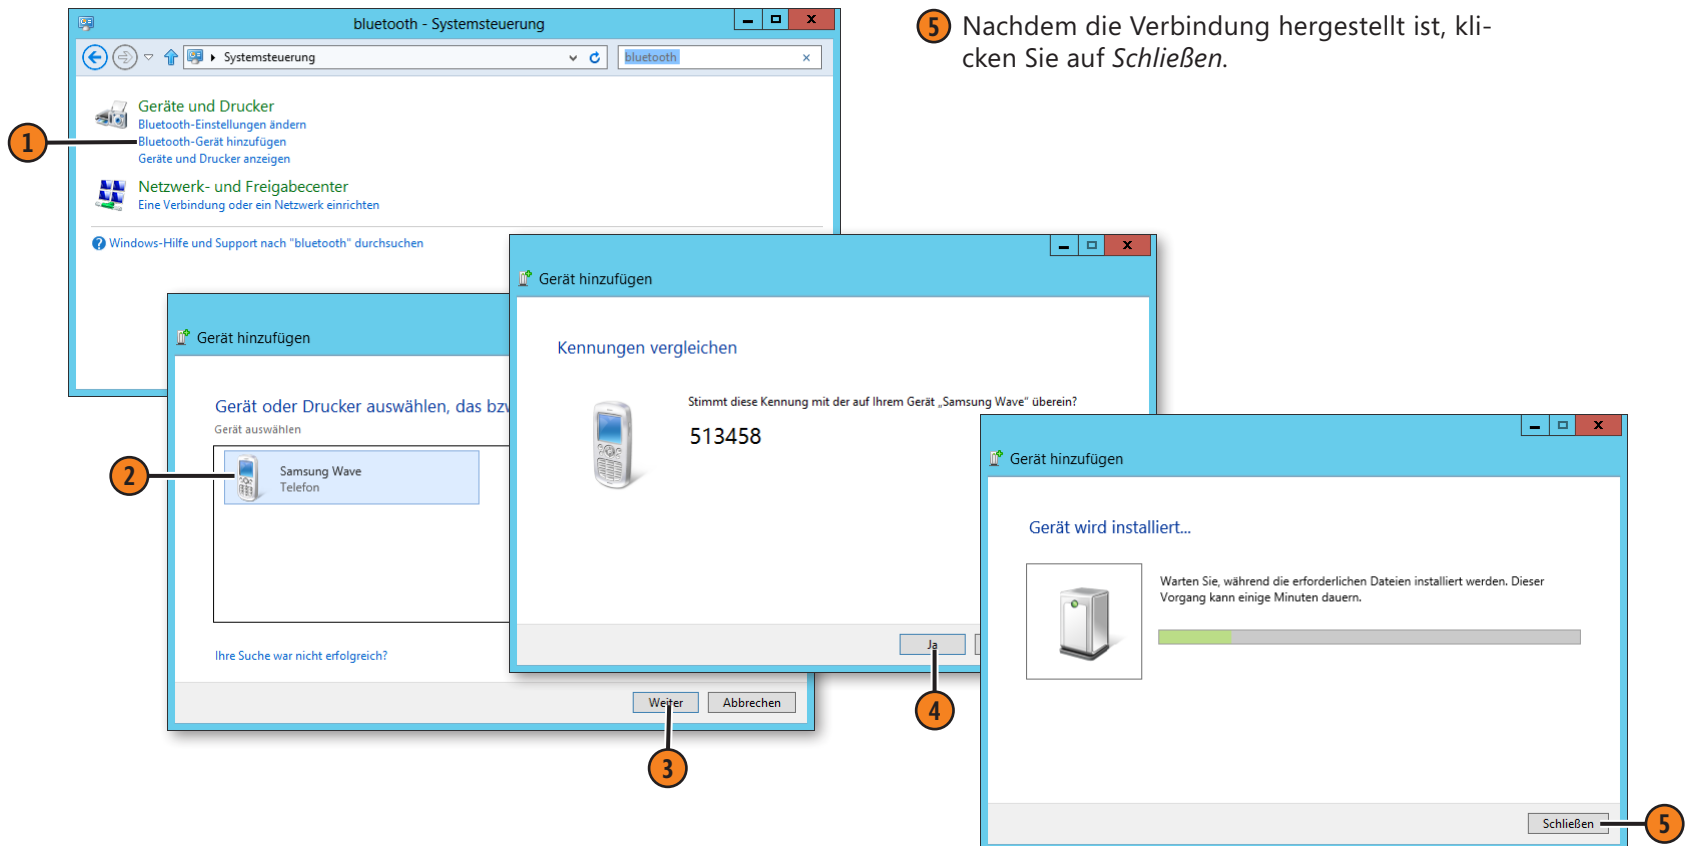 bluetooth - Systemsteuerung
Systemsteuerung
bluetooth
Geräte und Drucker
Bluetooth-Einstellungen ändern
Bluetooth-Gerät hinzufügen
Geräte und Drucker anzeigen
Netzwerk- und Freigabecenter
Eine Verbindung oder ein Netzwerk einrichten
Windows-Hilfe und Support nach "bluetooth" durchsuchen
1
5 Nachdem die Verbindung hergestellt ist, kli-
cken Sie auf Schließen.
Gerät hinzufügen
Gerät oder Drucker auswählen, das bzw
Gerät auswählen
Samsung Wave
Telefon
2
Ihre Suche war nicht erfolgreich?
Weiter
Abbrechen
3
Gerät hinzufügen
Kennungen vergleichen
Stimmt diese Kennung mit der auf Ihrem Gerät „Samsung Wave“ überein?
513458
Ja
4
Gerät hinzufügen
Gerät wird installiert...
Warten Sie, während die erforderlichen Dateien installiert werden. Dieser
Vorgang kann einige Minuten dauern.
Schließen
5